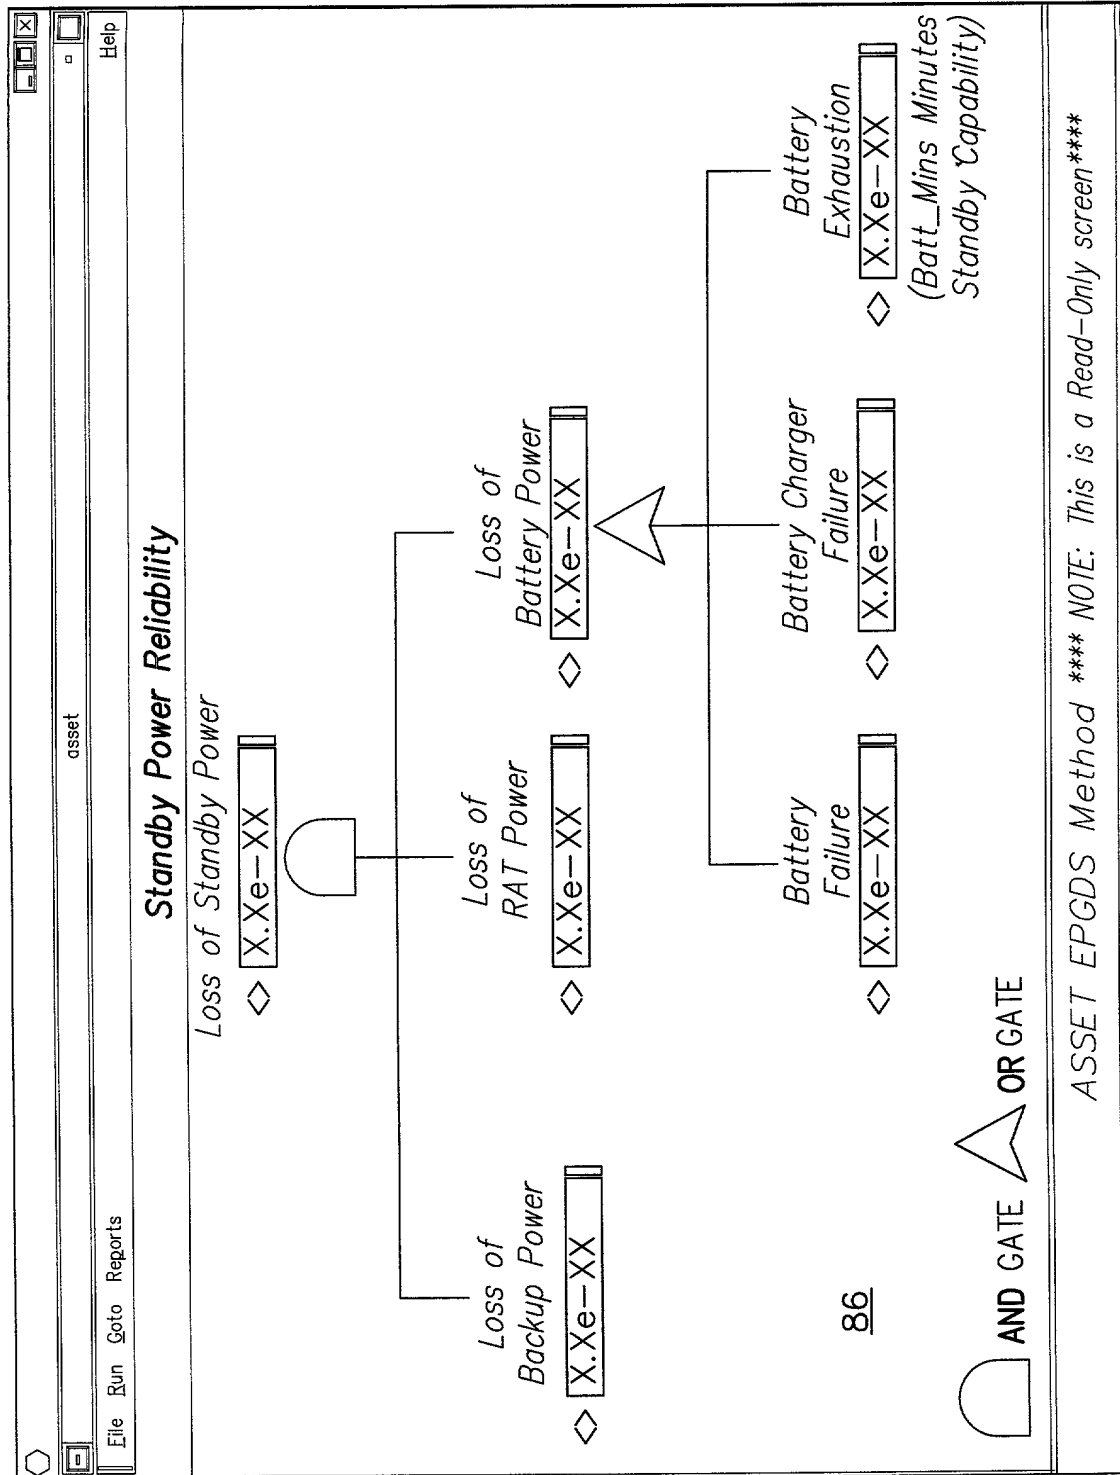 asset
File Run Goto Reports Help
Standby Power Reliability
Loss of Standby Power
X.Xe–XX
Loss of
Backup Power
X.Xe–XX
Loss of
RAT Power
X.Xe–XX
Loss of
Battery Power
X.Xe–XX
Battery
Failure
X.Xe–XX
Battery Charger
Failure
X.Xe–XX
Battery
Exhaustion
X.Xe–XX
(Batt_Mins Minutes
Standby Capability)
86
AND GATE OR GATE
ASSET EPGDS Method **** NOTE: This is a Read–Only screen****